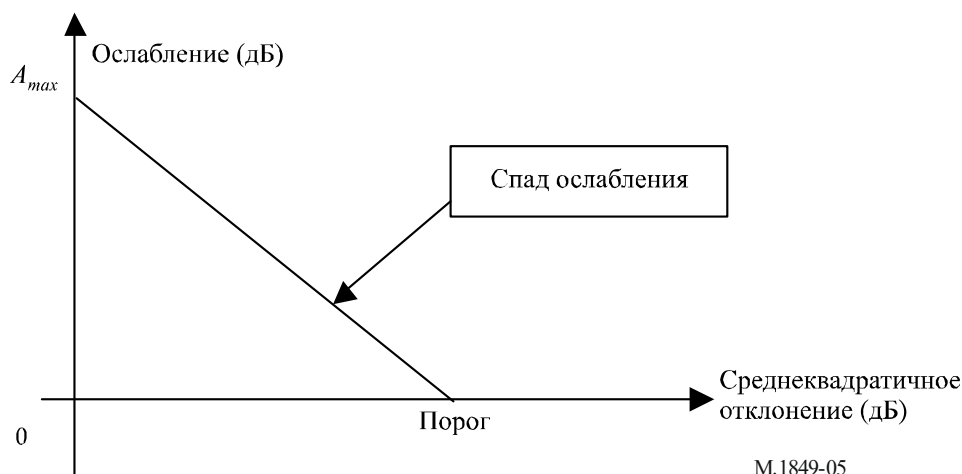 Ослабление (дБ)
A_max
Спад ослабления
Среднеквадратичное
отклонение (дБ)
Порог
0
M.1849-05